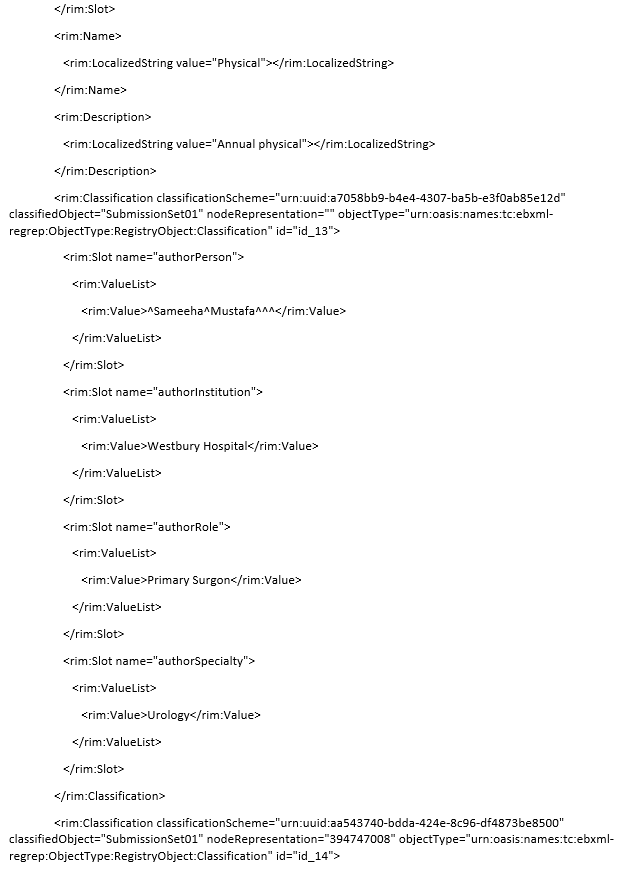 </rim:Slot>
<rim:Name>
<rim:LocalizedString value="Physical"></rim:LocalizedString>
</rim:Name>
<rim:Description>
<rim:LocalizedString value="Annual physical"></rim:LocalizedString>
</rim:Description>
<rim:Classification classificationScheme="urn:uuid:a7058bb9-b4e4-4307-ba5b-e3f0ab85e12d"
classifiedObject="SubmissionSet01" nodeRepresentation="" objectType="urn:oasis:names:tc:ebxml-
regrep:ObjectType:RegistryObject:Classification" id="id_13">
<rim:Slot name="authorPerson">
<rim:ValueList>
<rim:Value>^Sameeha^Mustafa^^^</rim:Value>
</rim:ValueList>
</rim:Slot>
<rim:Slot name="authorInstitution">
<rim:ValueList>
<rim:Value>Westbury Hospital</rim:Value>
</rim:ValueList>
</rim:Slot>
<rim:Slot name="authorRole">
<rim:ValueList>
<rim:Value>Primary Surgon</rim:Value>
</rim:ValueList>
</rim:Slot>
<rim:Slot name="authorSpecialty">
<rim:ValueList>
<rim:Value>Urology</rim:Value>
</rim:ValueList>
</rim:Slot>
</rim:Classification>
<rim:Classification classificationScheme="urn:uuid:aa543740-bdda-424e-8c96-df4873be8500"
classifiedObject="SubmissionSet01" nodeRepresentation="394747008" objectType="urn:oasis:names:tc:ebxml-
regrep:ObjectType:RegistryObject:Classification" id="id_14">